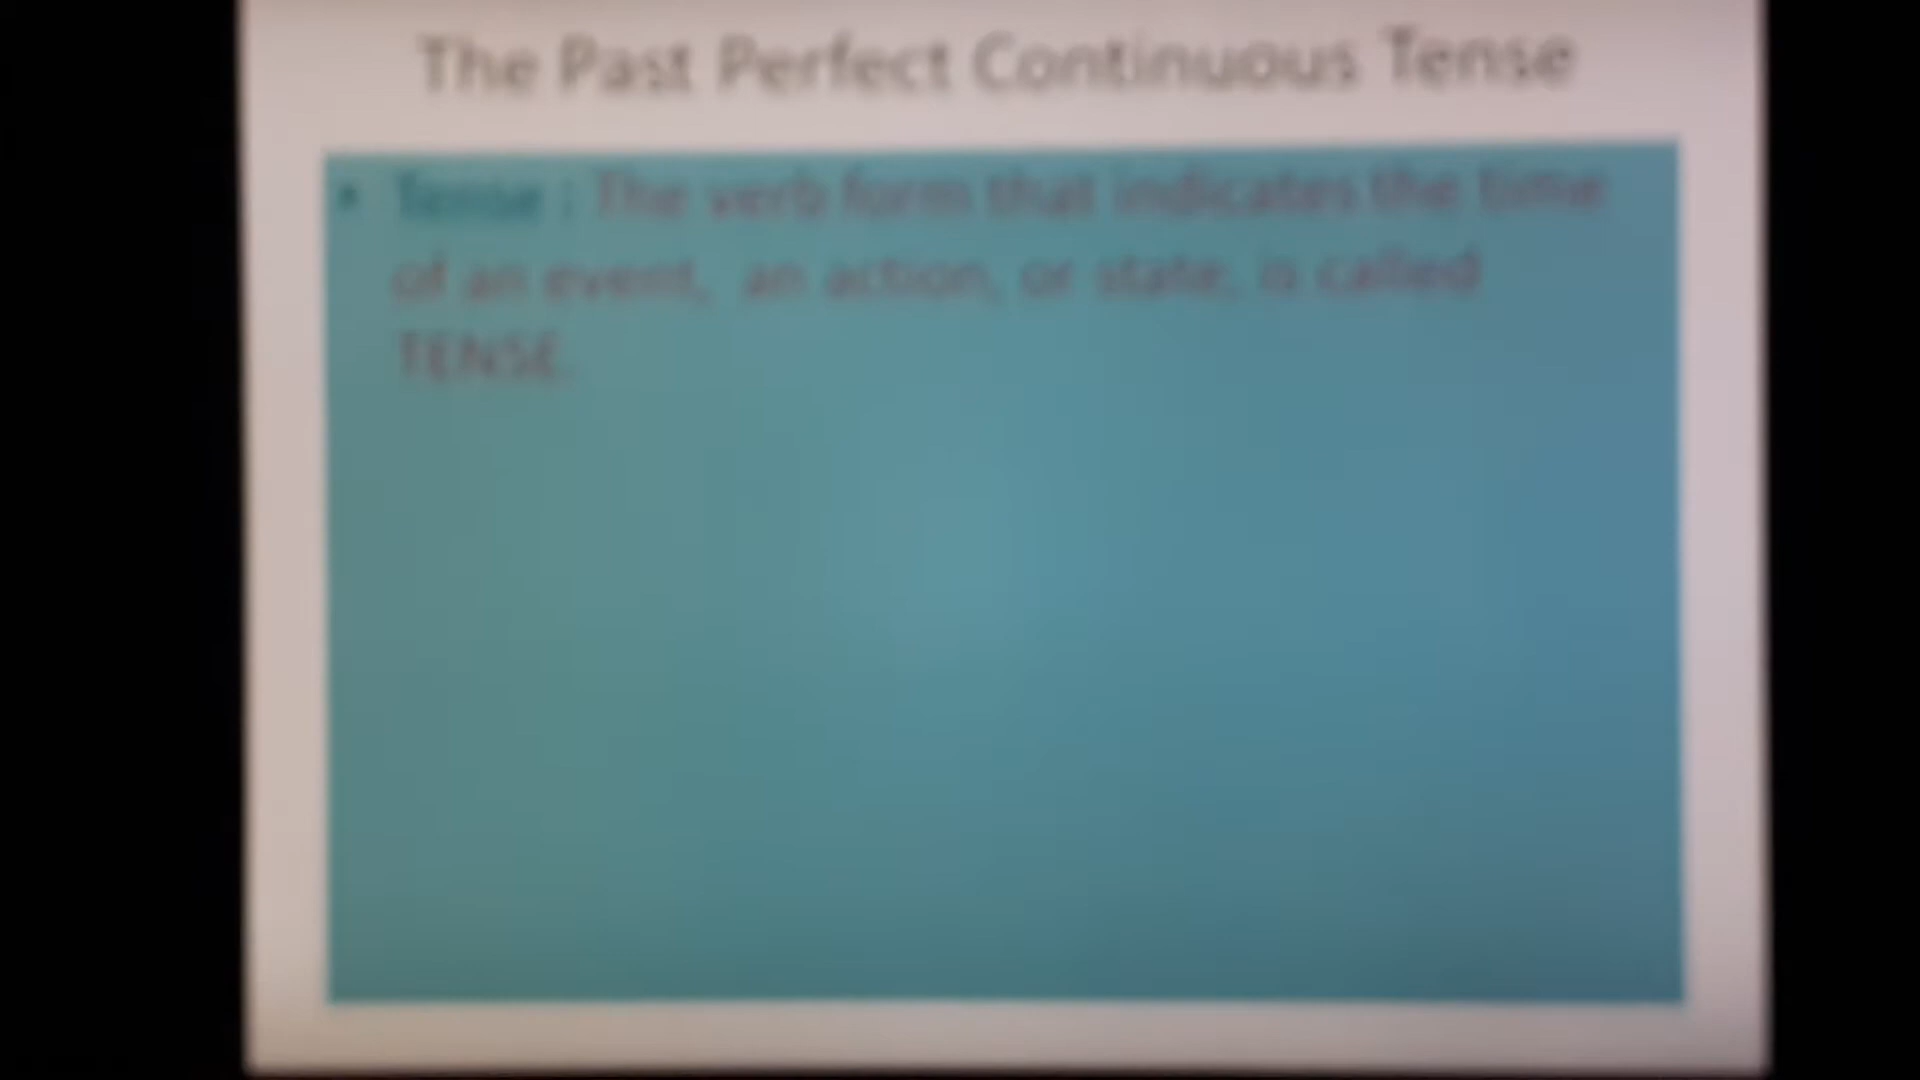 The Past Perfect Continuous Tense
• Tense : The verb form that indicates the time
of an event, an action, or state, is called
TENSE.